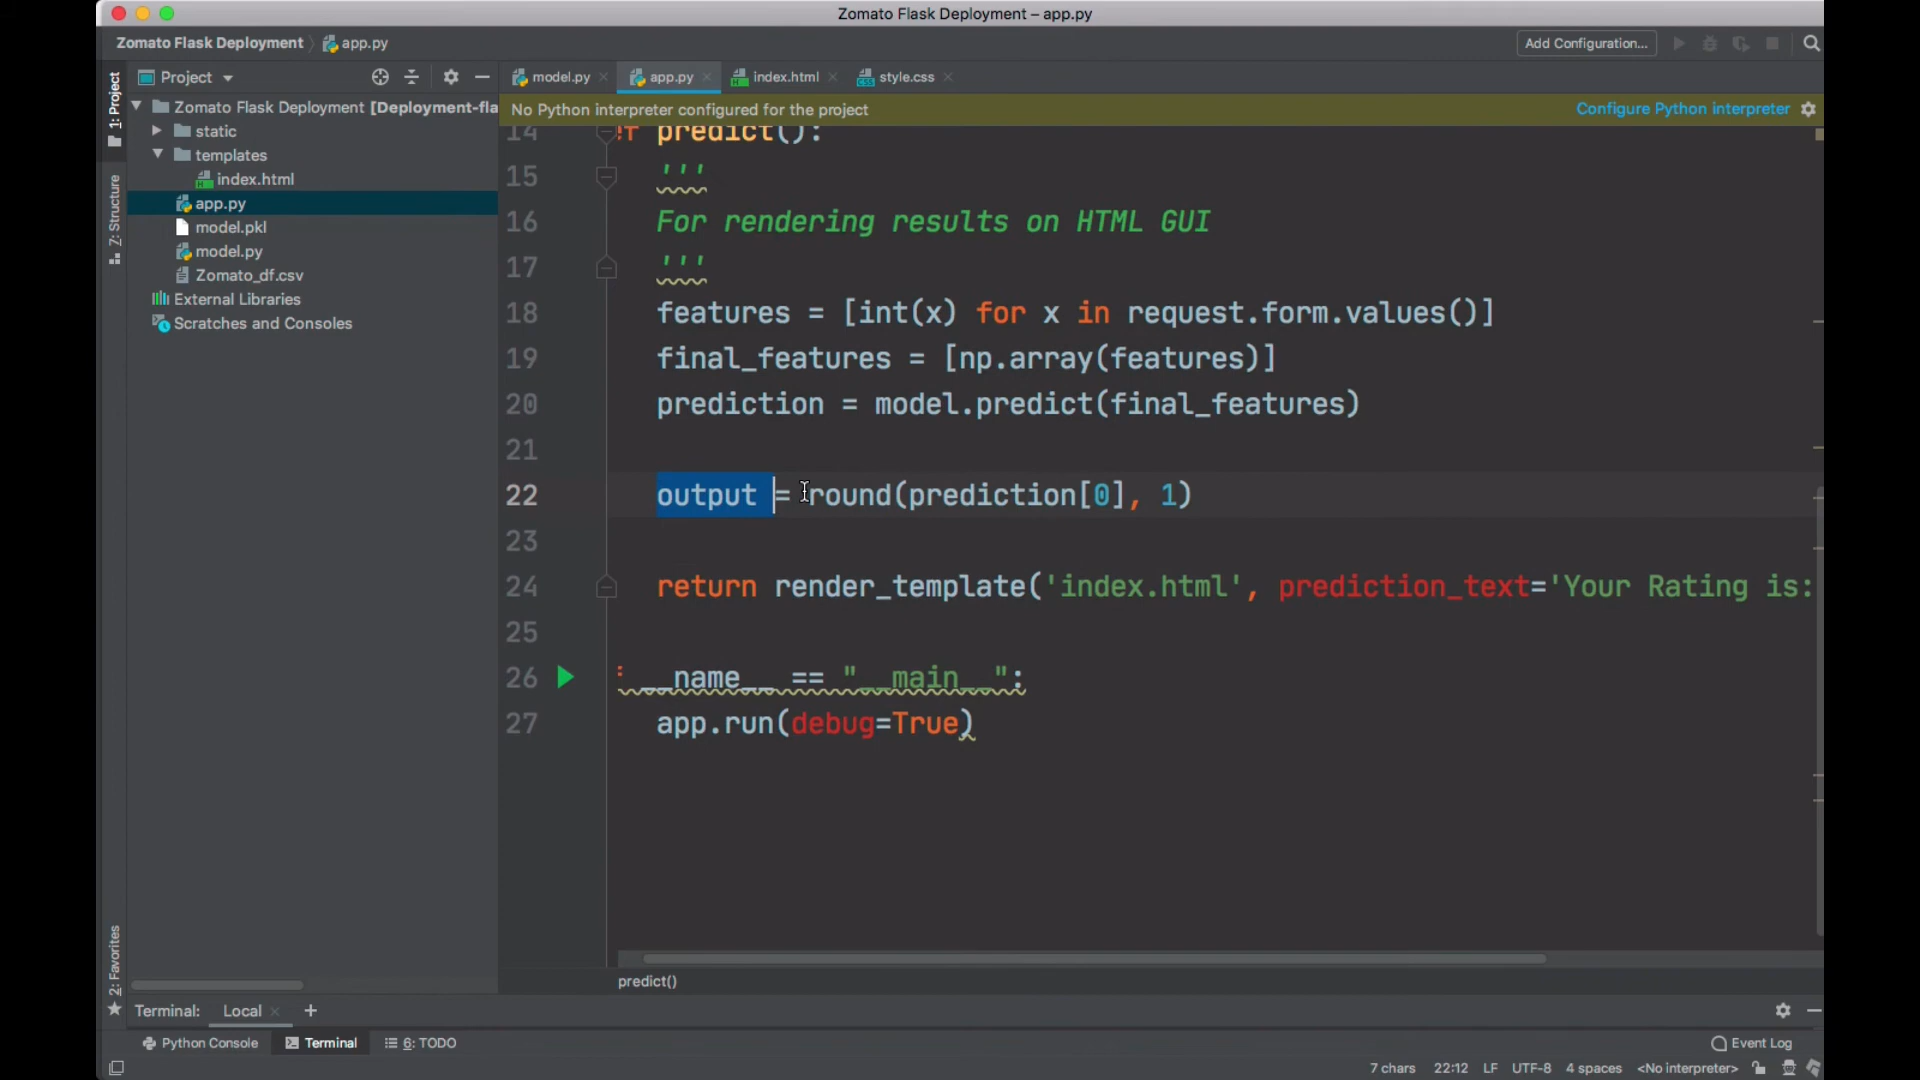 Zomato Flask Deployment – app.py
Zomato Flask Deployment app.py
Add Configuration...
1: Project
Z: Structure
2: Favorites
Project
Zomato Flask Deployment [Deployment-fla
static
templates
index.html
app.py
model.pkl
model.py
Zomato_df.csv
External Libraries
Scratches and Consoles
model.py app.py index.html style.css
No Python interpreter configured for the project
Configure Python interpreter
14 ef predict():
15 '''
16 For rendering results on HTML GUI
17 '''
18 features = [int(x) for x in request.form.values()]
19 final_features = [np.array(features)]
20 prediction = model.predict(final_features)
21
22 output = round(prediction[0], 1)
23
24 return render_template('index.html', prediction_text='Your Rating is:
25
26 __name__ == "__main__":
27 app.run(debug=True)
predict()
Terminal: Local +
Python Console Terminal 6: TODO
Event Log
7 chars 22:12 LF UTF-8 4 spaces <No interpreter>